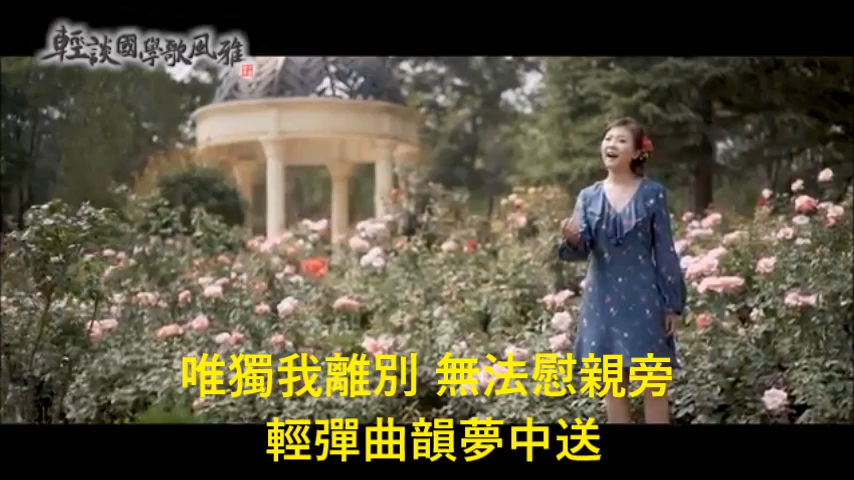 輕談國學歌風雅
唯獨我離別 無法慰親旁
輕彈曲韻夢中送